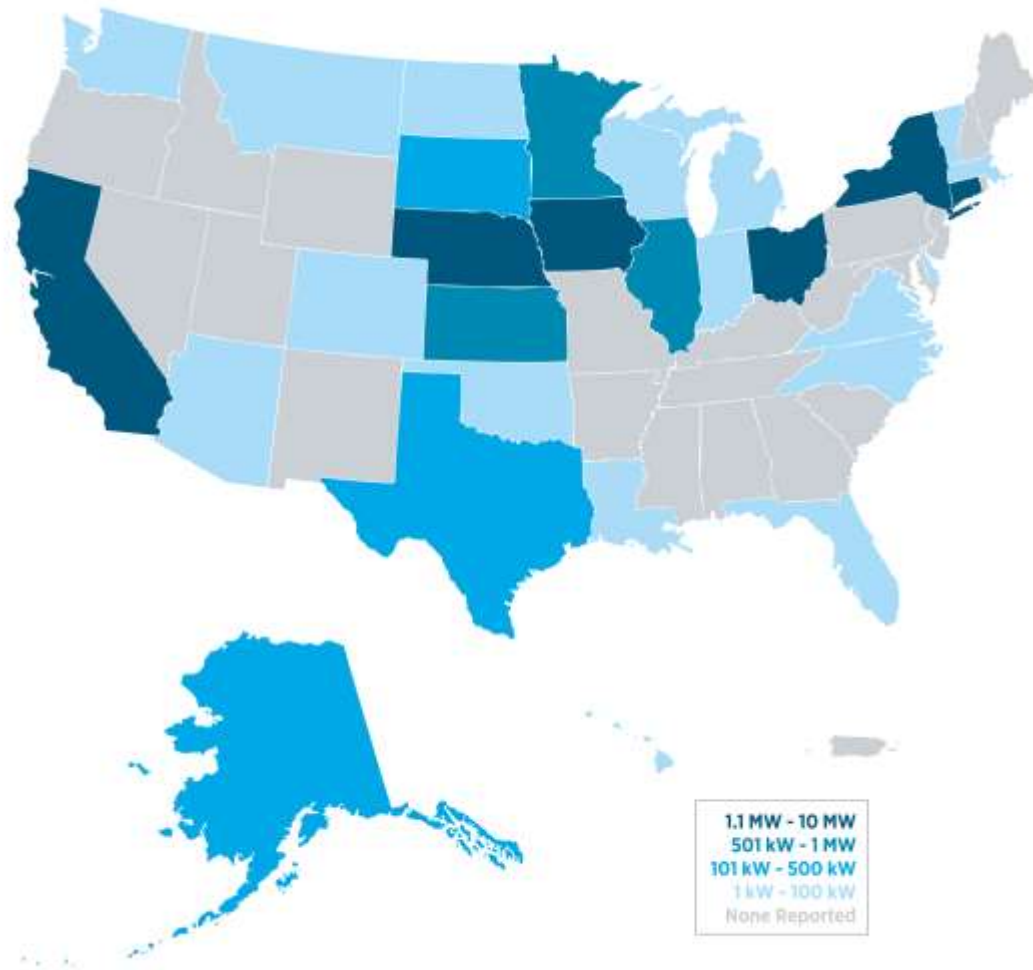 1.1 MW - 10 MW
501 kW - 1 MW
101 kW - 500 kW
1 kW - 100 kW
None Reported